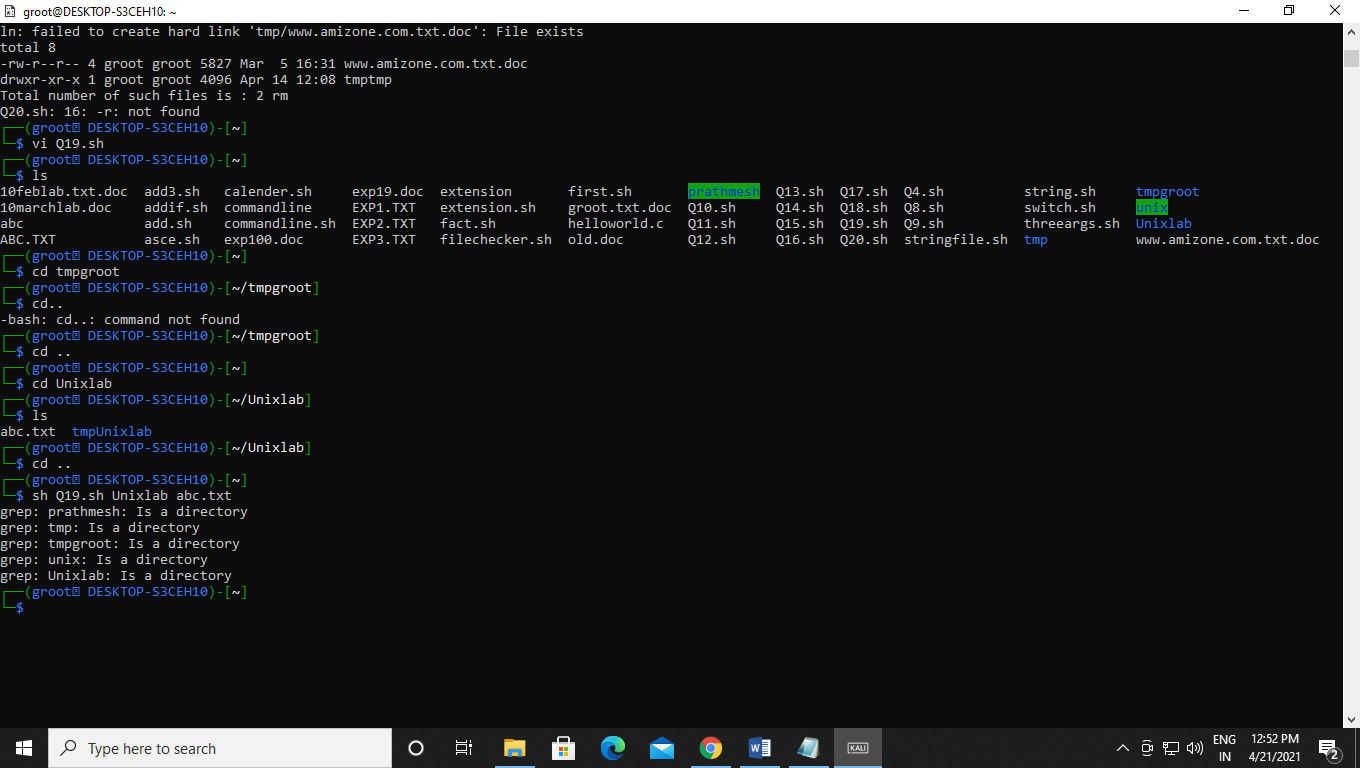 groot@DESKTOP-S3CEH10: ~
ln: failed to create hard link 'tmp/www.amizone.com.txt.doc': File exists
total 8
-rw-r--r-- 4 groot groot 5827 Mar  5 16:31 www.amizone.com.txt.doc
drwxr-xr-x 1 groot groot 4096 Apr 14 12:08 tmptmp
Total number of such files is : 2 rm
Q20.sh: 16: -r: not found
┌──(groot⍰ DESKTOP-S3CEH10)-[~]
└─$ vi Q19.sh
┌──(groot⍰ DESKTOP-S3CEH10)-[~]
└─$ ls
10feblab.txt.doc  add3.sh   calender.sh     exp19.doc  extension       first.sh       prathmesh  Q13.sh  Q17.sh  Q4.sh          string.sh     tmpgroot
10marchlab.doc    addif.sh  commandline     EXP1.TXT   extension.sh    groot.txt.doc  Q10.sh     Q14.sh  Q18.sh  Q8.sh          switch.sh     unix
abc               add.sh    commandline.sh  EXP2.TXT   fact.sh         helloworld.c   Q11.sh     Q15.sh  Q19.sh  Q9.sh          threeargs.sh  Unixlab
ABC.TXT           asce.sh   exp100.doc      EXP3.TXT   filechecker.sh  old.doc        Q12.sh     Q16.sh  Q20.sh  stringfile.sh  tmp           www.amizone.com.txt.doc
┌──(groot⍰ DESKTOP-S3CEH10)-[~]
└─$ cd tmpgroot
┌──(groot⍰ DESKTOP-S3CEH10)-[~/tmpgroot]
└─$ cd..
-bash: cd..: command not found
┌──(groot⍰ DESKTOP-S3CEH10)-[~/tmpgroot]
└─$ cd ..
┌──(groot⍰ DESKTOP-S3CEH10)-[~]
└─$ cd Unixlab
┌──(groot⍰ DESKTOP-S3CEH10)-[~/Unixlab]
└─$ ls
abc.txt  tmpUnixlab
┌──(groot⍰ DESKTOP-S3CEH10)-[~/Unixlab]
└─$ cd ..
┌──(groot⍰ DESKTOP-S3CEH10)-[~]
└─$ sh Q19.sh Unixlab abc.txt
grep: prathmesh: Is a directory
grep: tmp: Is a directory
grep: tmpgroot: Is a directory
grep: unix: Is a directory
grep: Unixlab: Is a directory
┌──(groot⍰ DESKTOP-S3CEH10)-[~]
└─$
Type here to search
KALI
ENG
IN
12:52 PM
4/21/2021
2